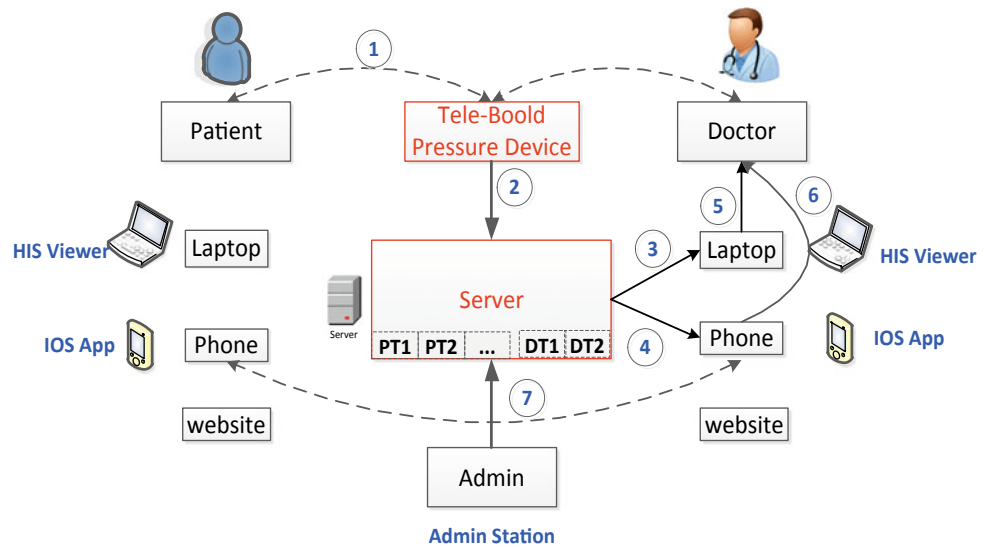 1
Patient
Tele-Boold
Pressure Device
Doctor
2
5
6
HIS Viewer
Laptop
3
Laptop
HIS Viewer
Server
Server
IOS App
Phone
PT1 PT2 ... DT1 DT2
4
Phone
IOS App
7
website
website
Admin
Admin Station